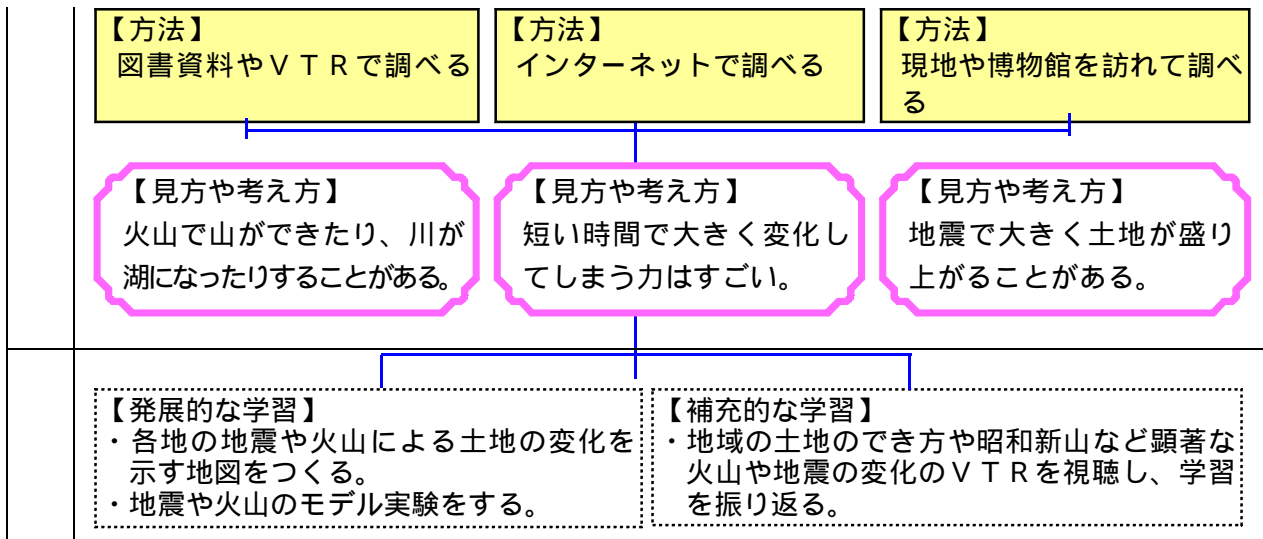 【方法】
図書資料やＶＴＲで調べる
【方法】
インターネットで調べる
【方法】
現地や博物館を訪れて調べ
る
【見方や考え方】
火山で山ができたり、川が
湖になったりすることがある。
【見方や考え方】
短い時間で大きく変化し
てしまう力はすごい。
【見方や考え方】
地震で大きく土地が盛り
上がることがある。
【発展的な学習】
・各地の地震や火山による土地の変化を
示す地図をつくる。
・地震や火山のモデル実験をする。
【補充的な学習】
・地域の土地のでき方や昭和新山など顕著な
火山や地震の変化のＶＴＲを視聴し、学習
を振り返る。